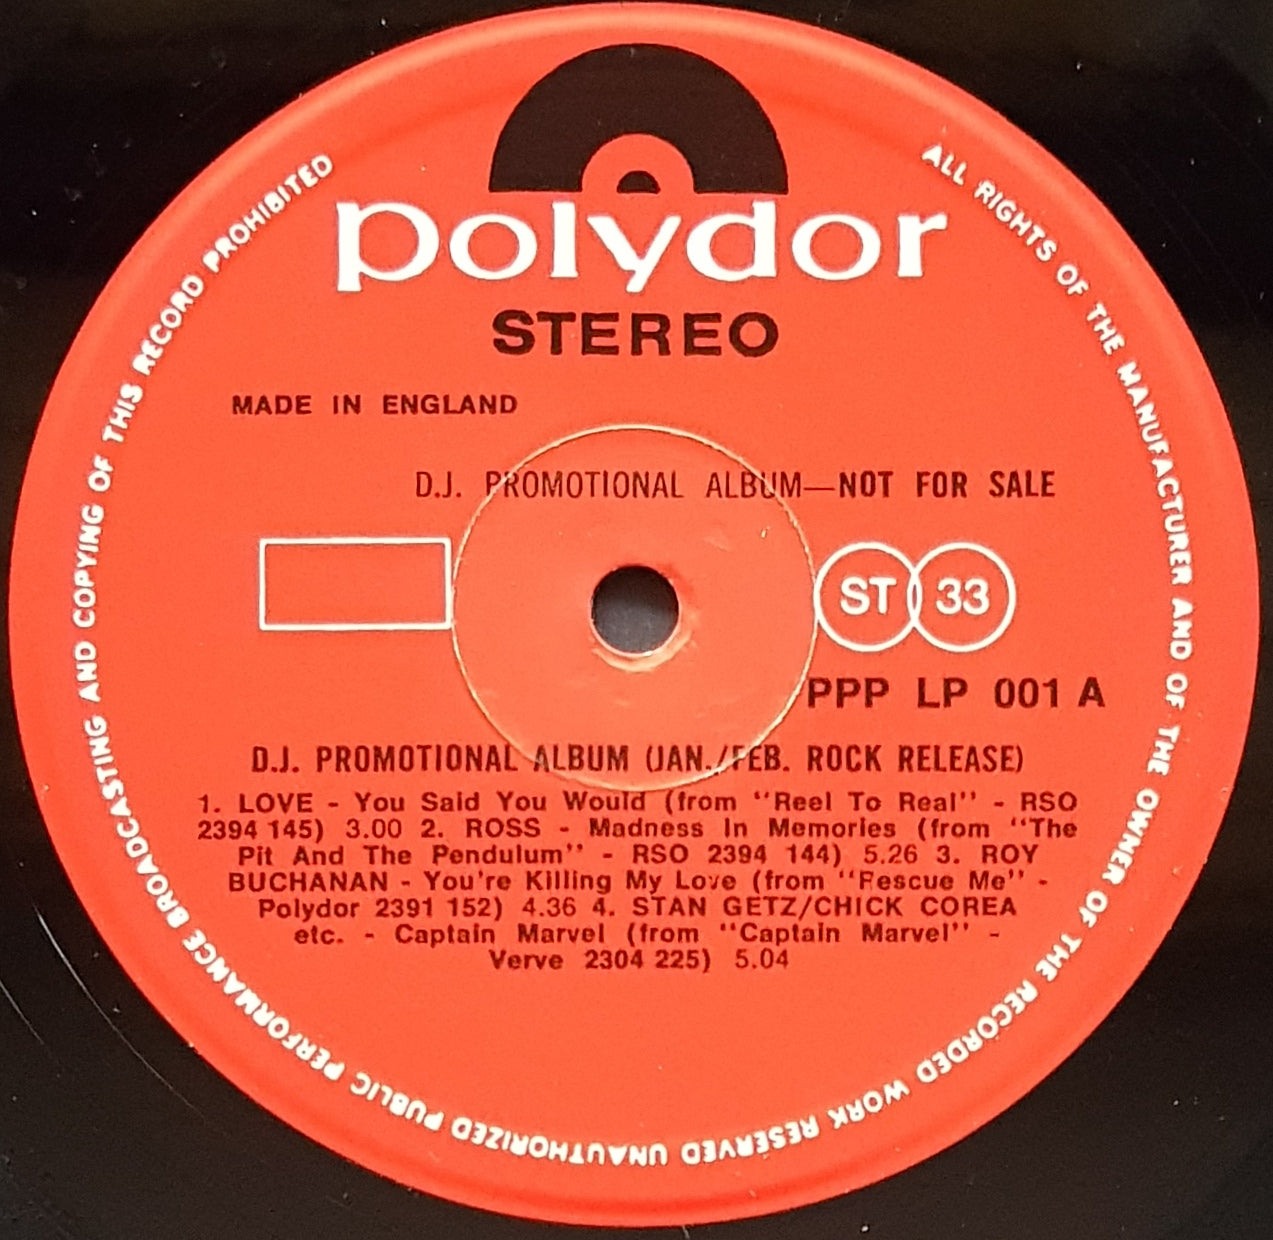 polydor
STEREO
MADE IN ENGLAND
D.J. PROMOTIONAL ALBUM—NOT FOR SALE
ST 33
PPP LP 001 A
D.J. PROMOTIONAL ALBUM (JAN./FEB. ROCK RELEASE)
1. LOVE - You Said You Would (from "Reel To Real" - RSO
2394 145) 3.00 2. ROSS - Madness In Memories (from "The
Pit And The Pendulum" - RSO 2394 144) 5.26 3. ROY
BUCHANAN - You're Killing My Love (from "Rescue Me" -
Polydor 2391 152) 4.36 4. STAN GETZ/CHICK COREA
etc. - Captain Marvel (from "Captain Marvel" -
Verve 2304 225) 5.04
ALL RIGHTS OF THE MANUFACTURER AND OF THE OWNER OF THE RECORDED WORK RESERVED UNAUTHORIZED PUBLIC PERFORMANCE BROADCASTING AND COPYING OF THIS RECORD PROHIBITED